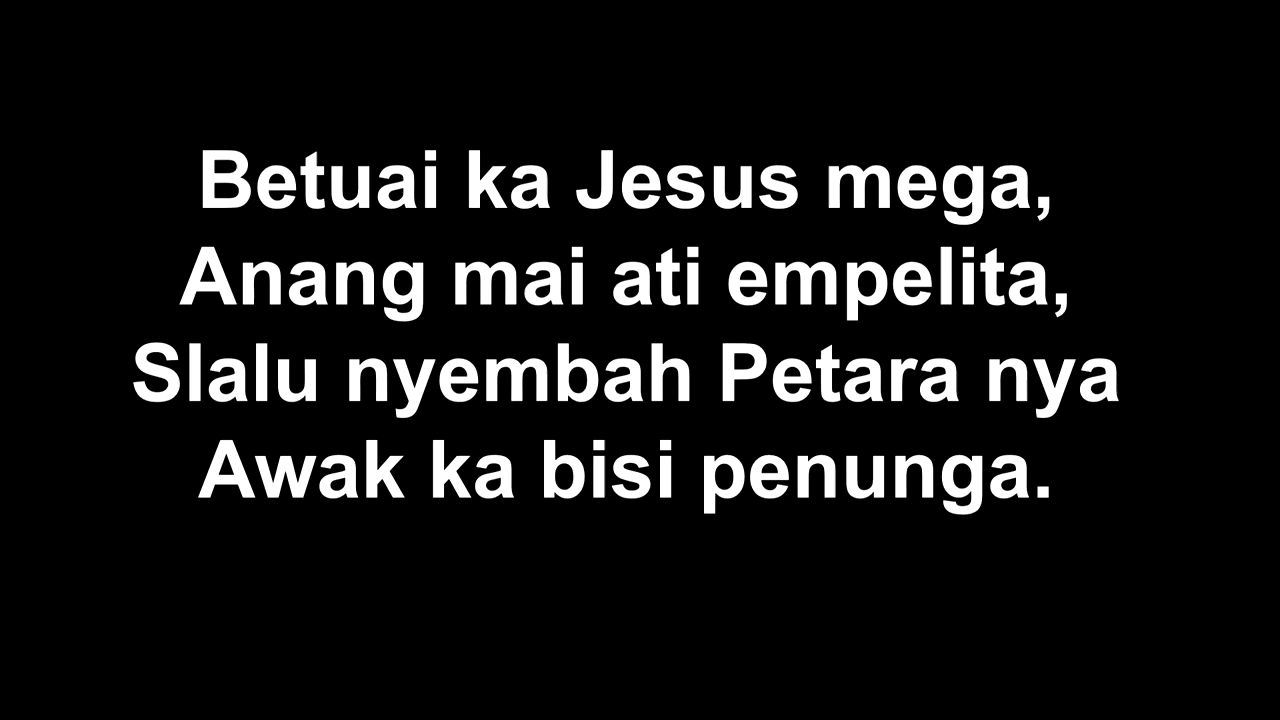 Betuai ka Jesus mega,
Anang mai ati empelita,
Slalu nyembah Petara nya
Awak ka bisi penunga.